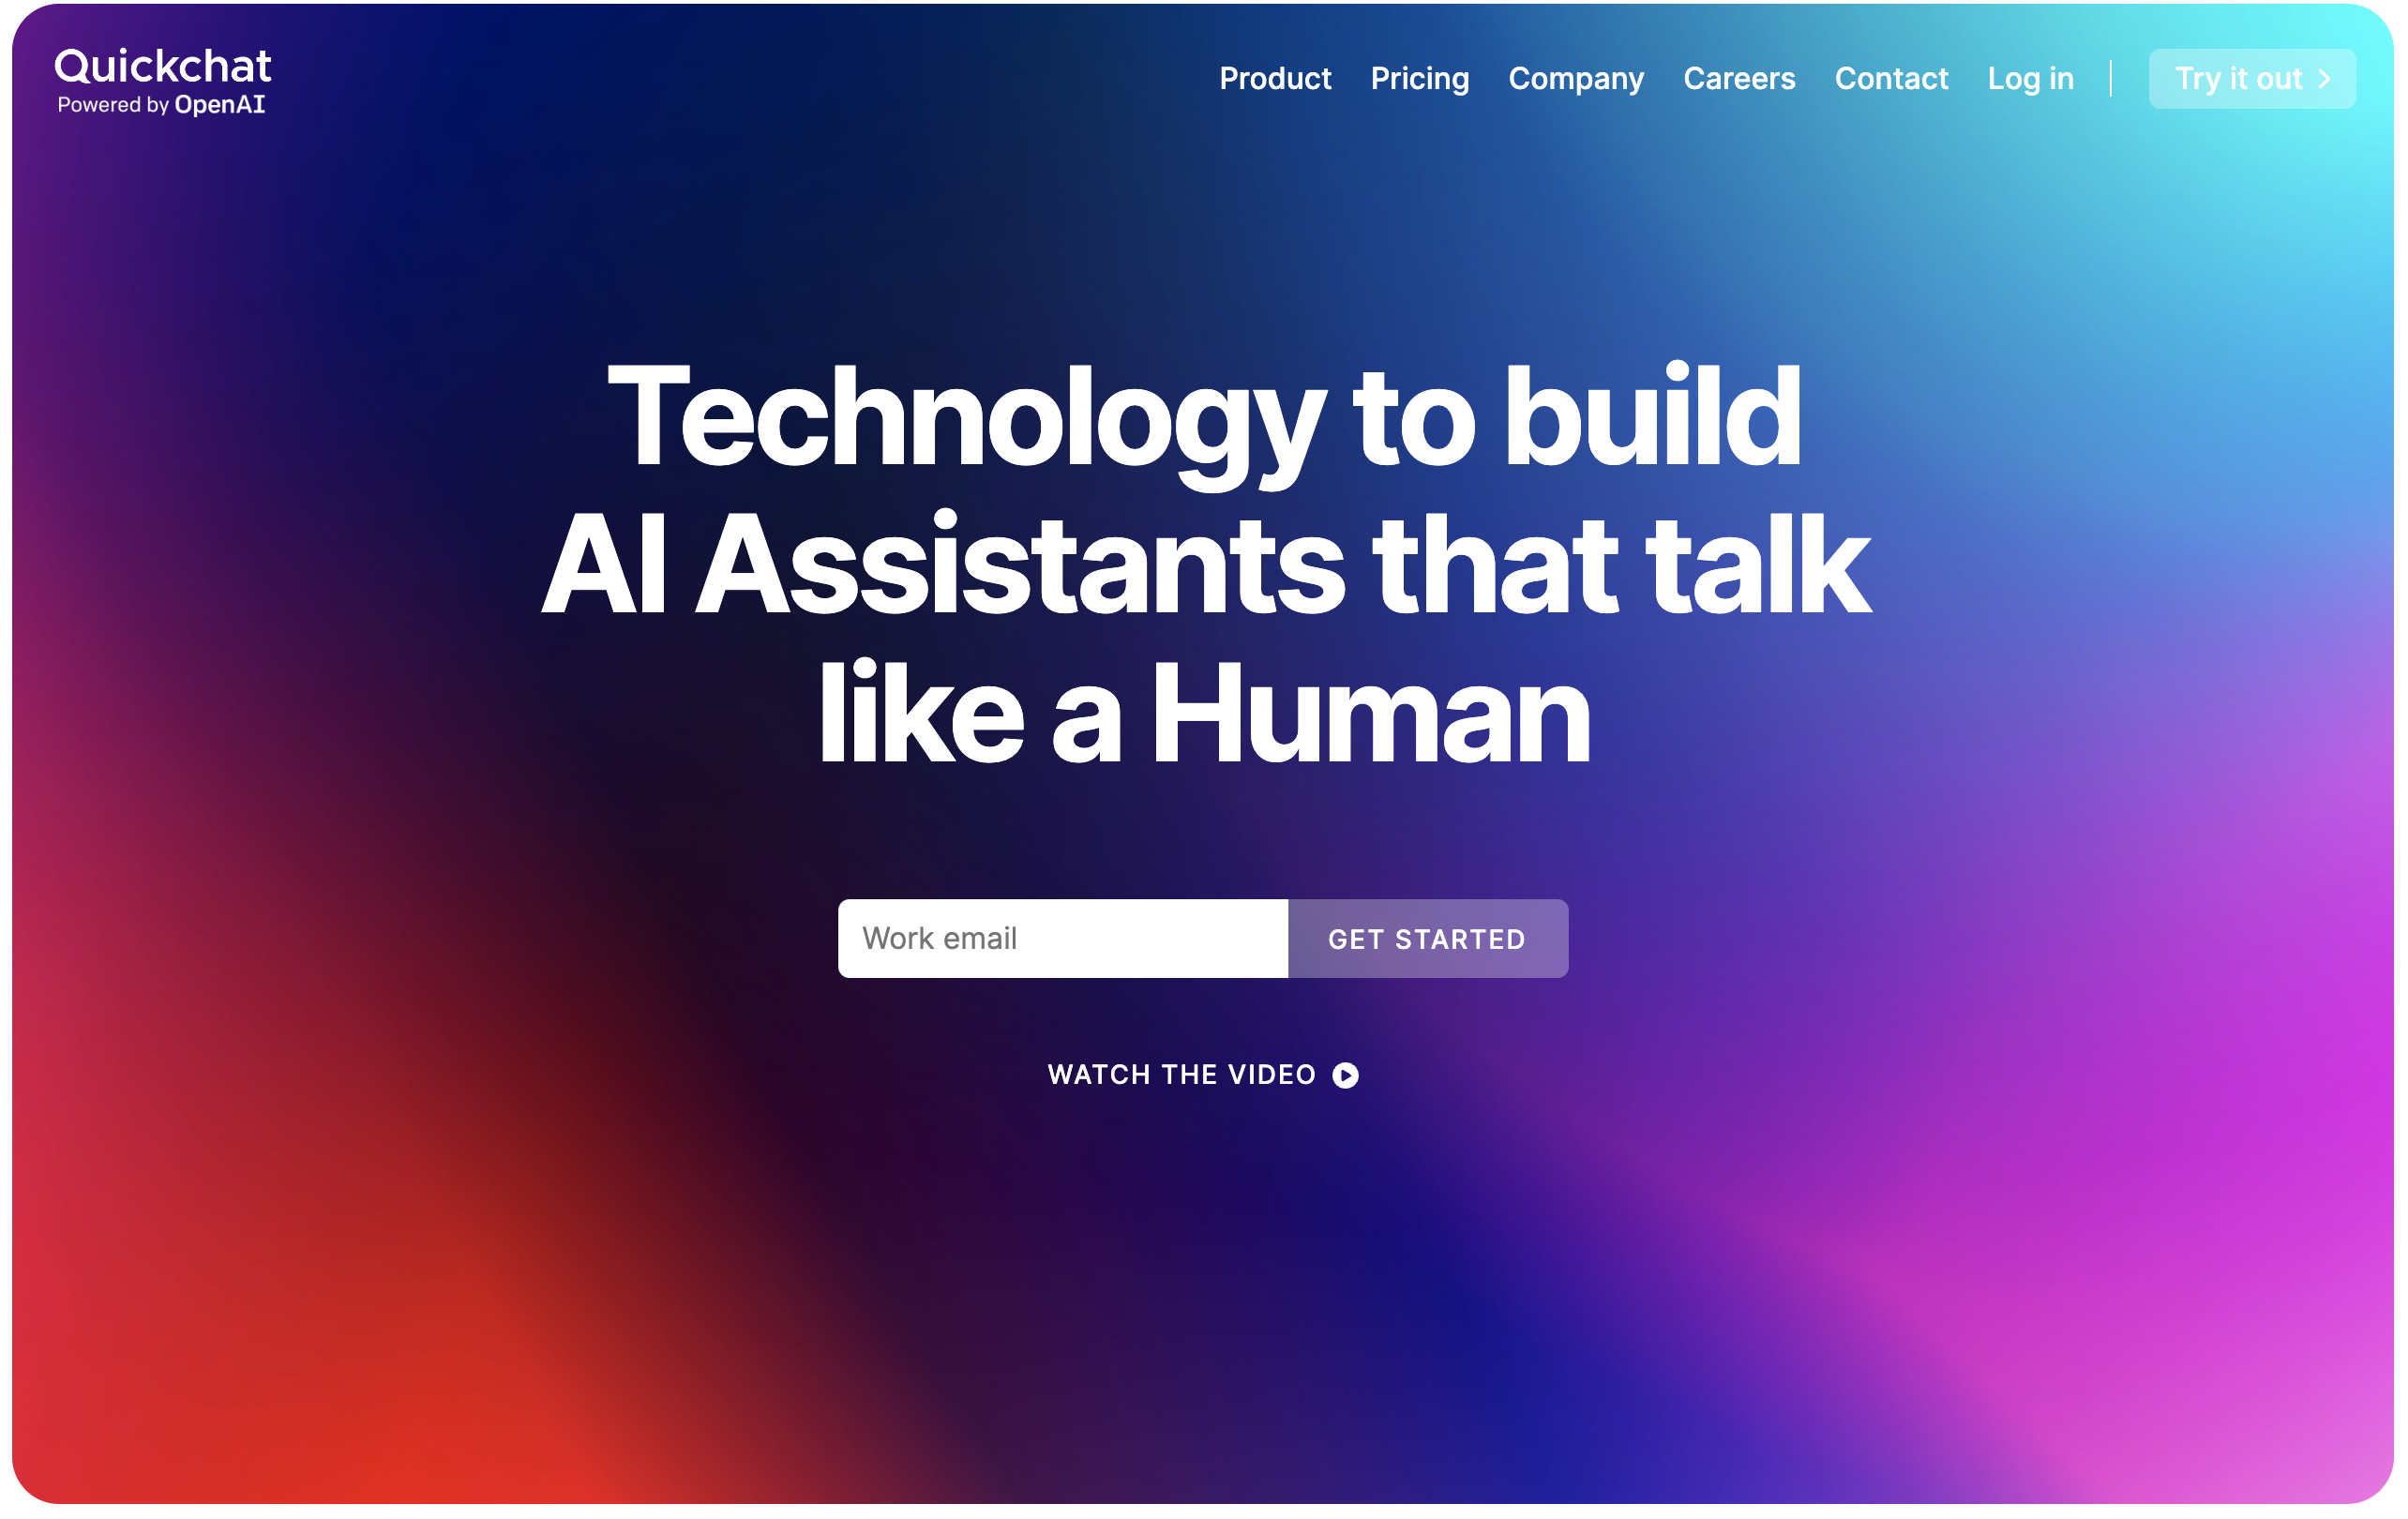 Quickchat
Powered by OpenAI
Product Pricing Company Careers Contact Log in Try it out
Technology to build
AI Assistants that talk
like a Human
Work email GET STARTED
WATCH THE VIDEO